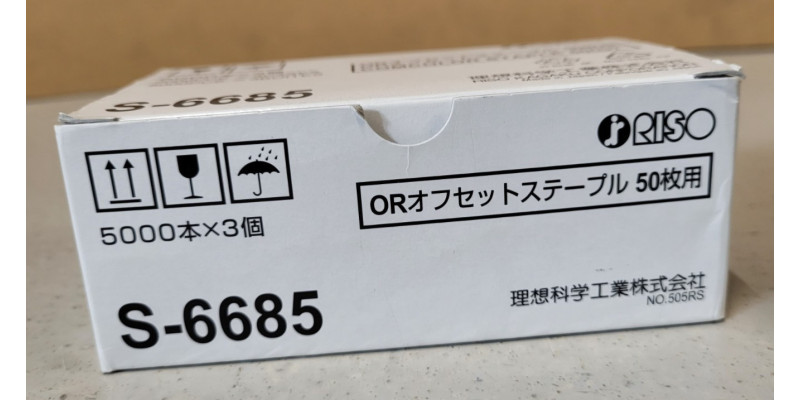 S-6685
RISO
ORオフセットステープル 50枚用
5000本×3個
S-6685
理想科学工業株式会社
NO.505RS